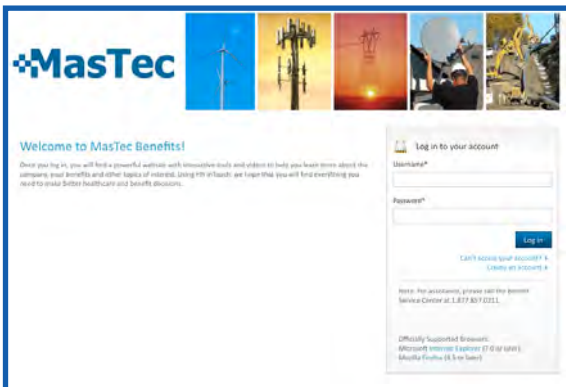 MasTec
Welcome to MasTec Benefits!
Once you log in, you will find a powerful website with innovative tools and videos to help you learn more about the
company, your benefits and other topics of interest. Using HR InTouch, we hope that you will find everything you
need to make better healthcare and benefit decisions.
Log in to your account
Username*
Password*
Log in
Can't access your account?
Create an account
Note: For assistance, please call the Benefit
Service Center at
Officially Supported Browsers:
Microsoft Internet Explorer (7.0 or later)
Mozilla Firefox (3.5 or later)